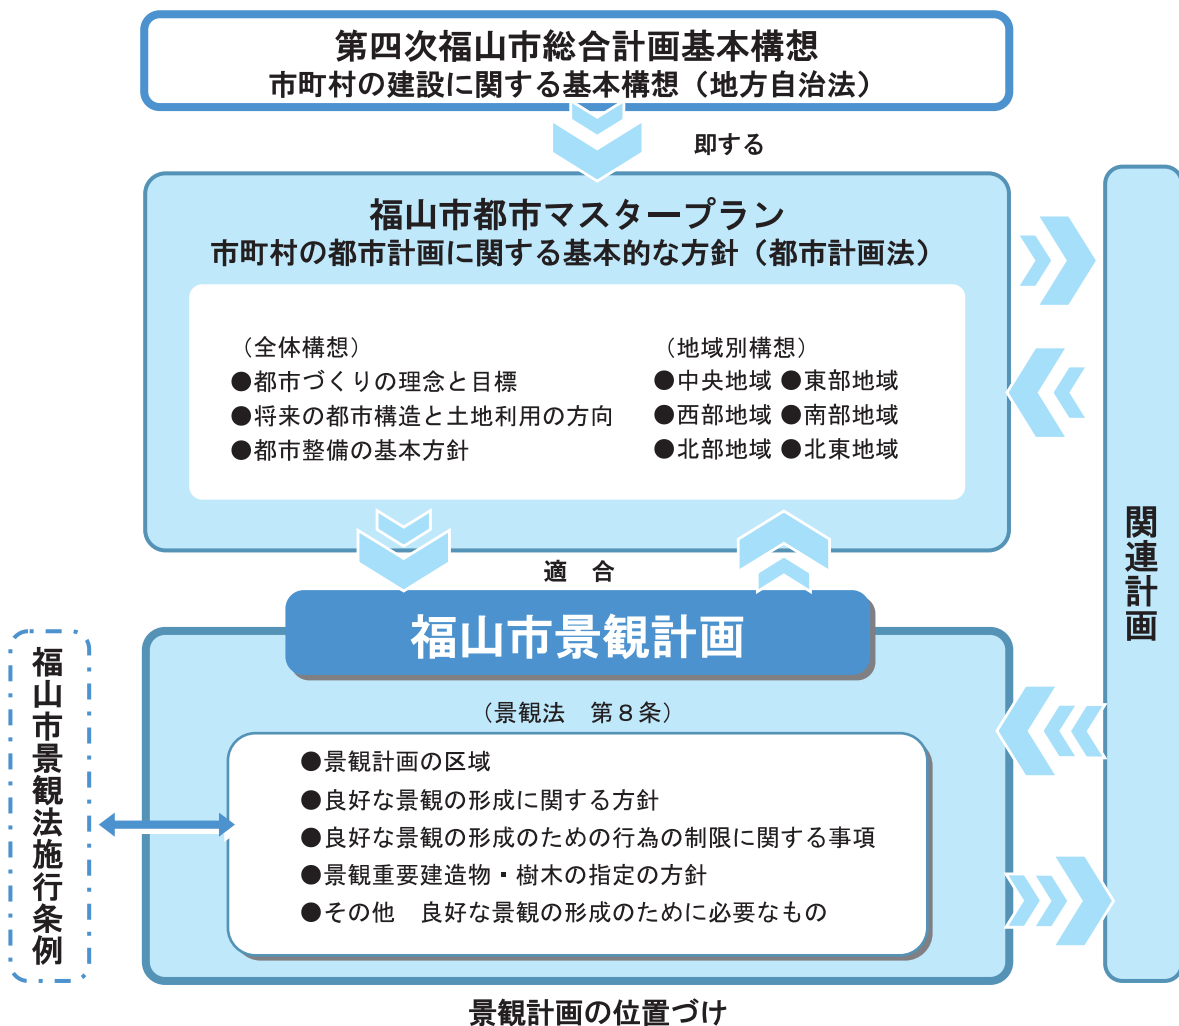 第四次福山市総合計画基本構想
市町村の建設に関する基本構想（地方自治法）
即する
福山市都市マスタープラン
市町村の都市計画に関する基本的な方針（都市計画法）
（全体構想）
●都市づくりの理念と目標
●将来の都市構造と土地利用の方向
●都市整備の基本方針
（地域別構想）
●中央地域 ●東部地域
●西部地域 ●南部地域
●北部地域 ●北東地域
関連計画
適　合
福山市景観計画
（景観法　第８条）
●景観計画の区域
●良好な景観の形成に関する方針
●良好な景観の形成のための行為の制限に関する事項
●景観重要建造物・樹木の指定の方針
●その他　良好な景観の形成のために必要なもの
福山市景観法施行条例
景観計画の位置づけ